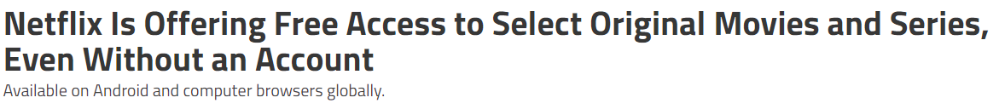 Netflix Is Offering Free Access to Select Original Movies and Series,
Even Without an Account
Available on Android and computer browsers globally.